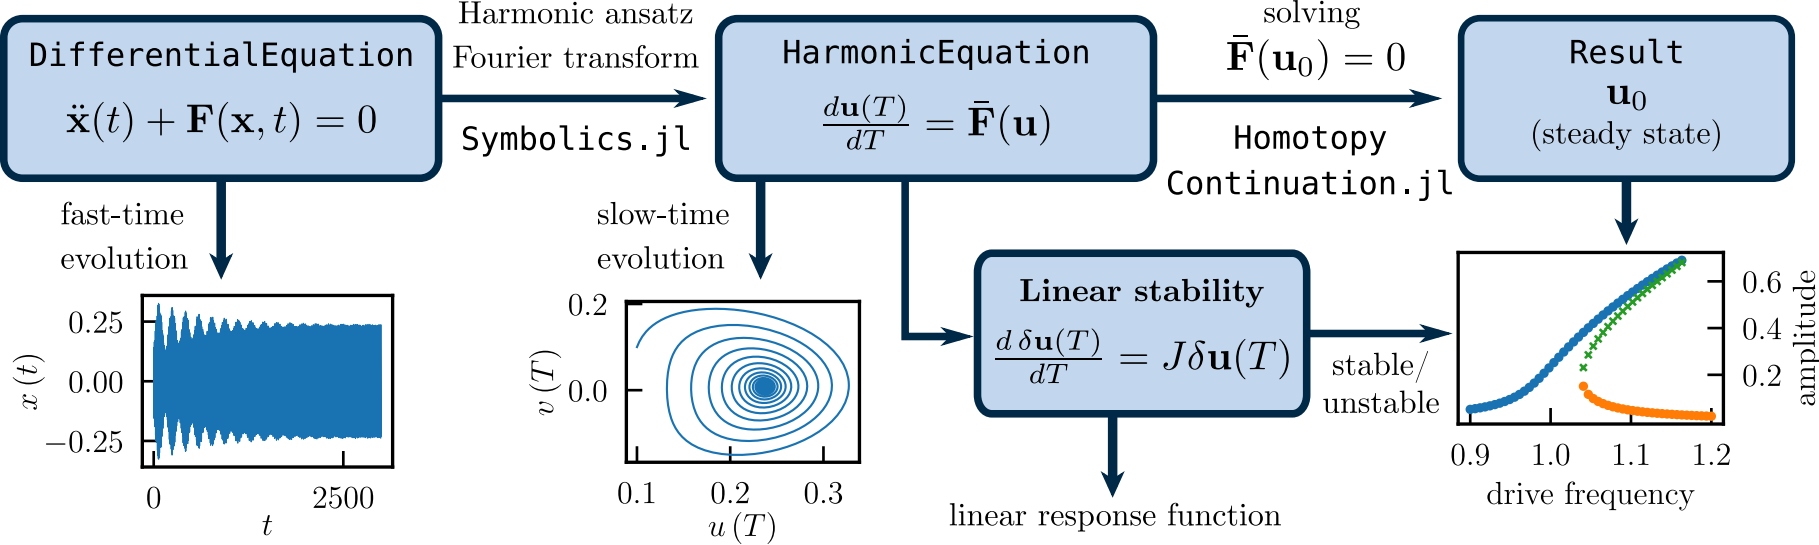 DifferentialEquation
ẍ(t) + F(x, t) = 0
Harmonic ansatz
Fourier transform
Symbolics.jl
HarmonicEquation
du(T)/dT = F̄(u)
solving
F̄(u₀) = 0
Homotopy
Continuation.jl
Result
u₀
(steady state)
fast-time
evolution
slow-time
evolution
Linear stability
d δu(T)/dT = Jδu(T)
stable/
unstable
linear response function
0.25
0.00
−0.25
x (t)
0
2500
t
0.2
0.0
v (T)
0.1
0.2
0.3
u (T)
0.6
0.4
0.2
amplitude
0.9
1.0
1.1
1.2
drive frequency